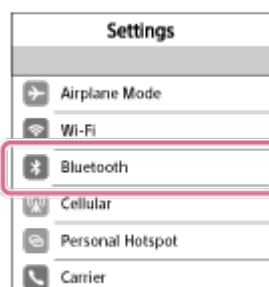 Settings
Airplane Mode
Wi-Fi
Bluetooth
Cellular
Personal Hotspot
Carrier